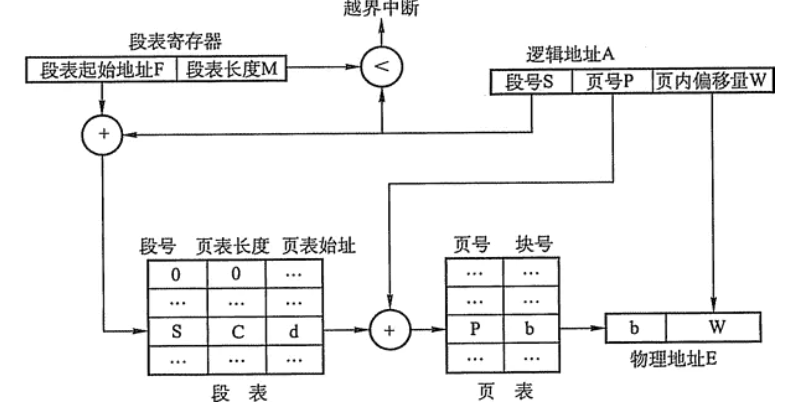 越界中断
段表寄存器
段表起始地址F 段表长度M
<
逻辑地址A
段号S 页号P 页内偏移量W
+
段号 页表长度 页表始址
0 0 …
… … …
S C d
… … …
段 表
+
页号 块号
… …
… …
P b
… …
页 表
b W
物理地址E